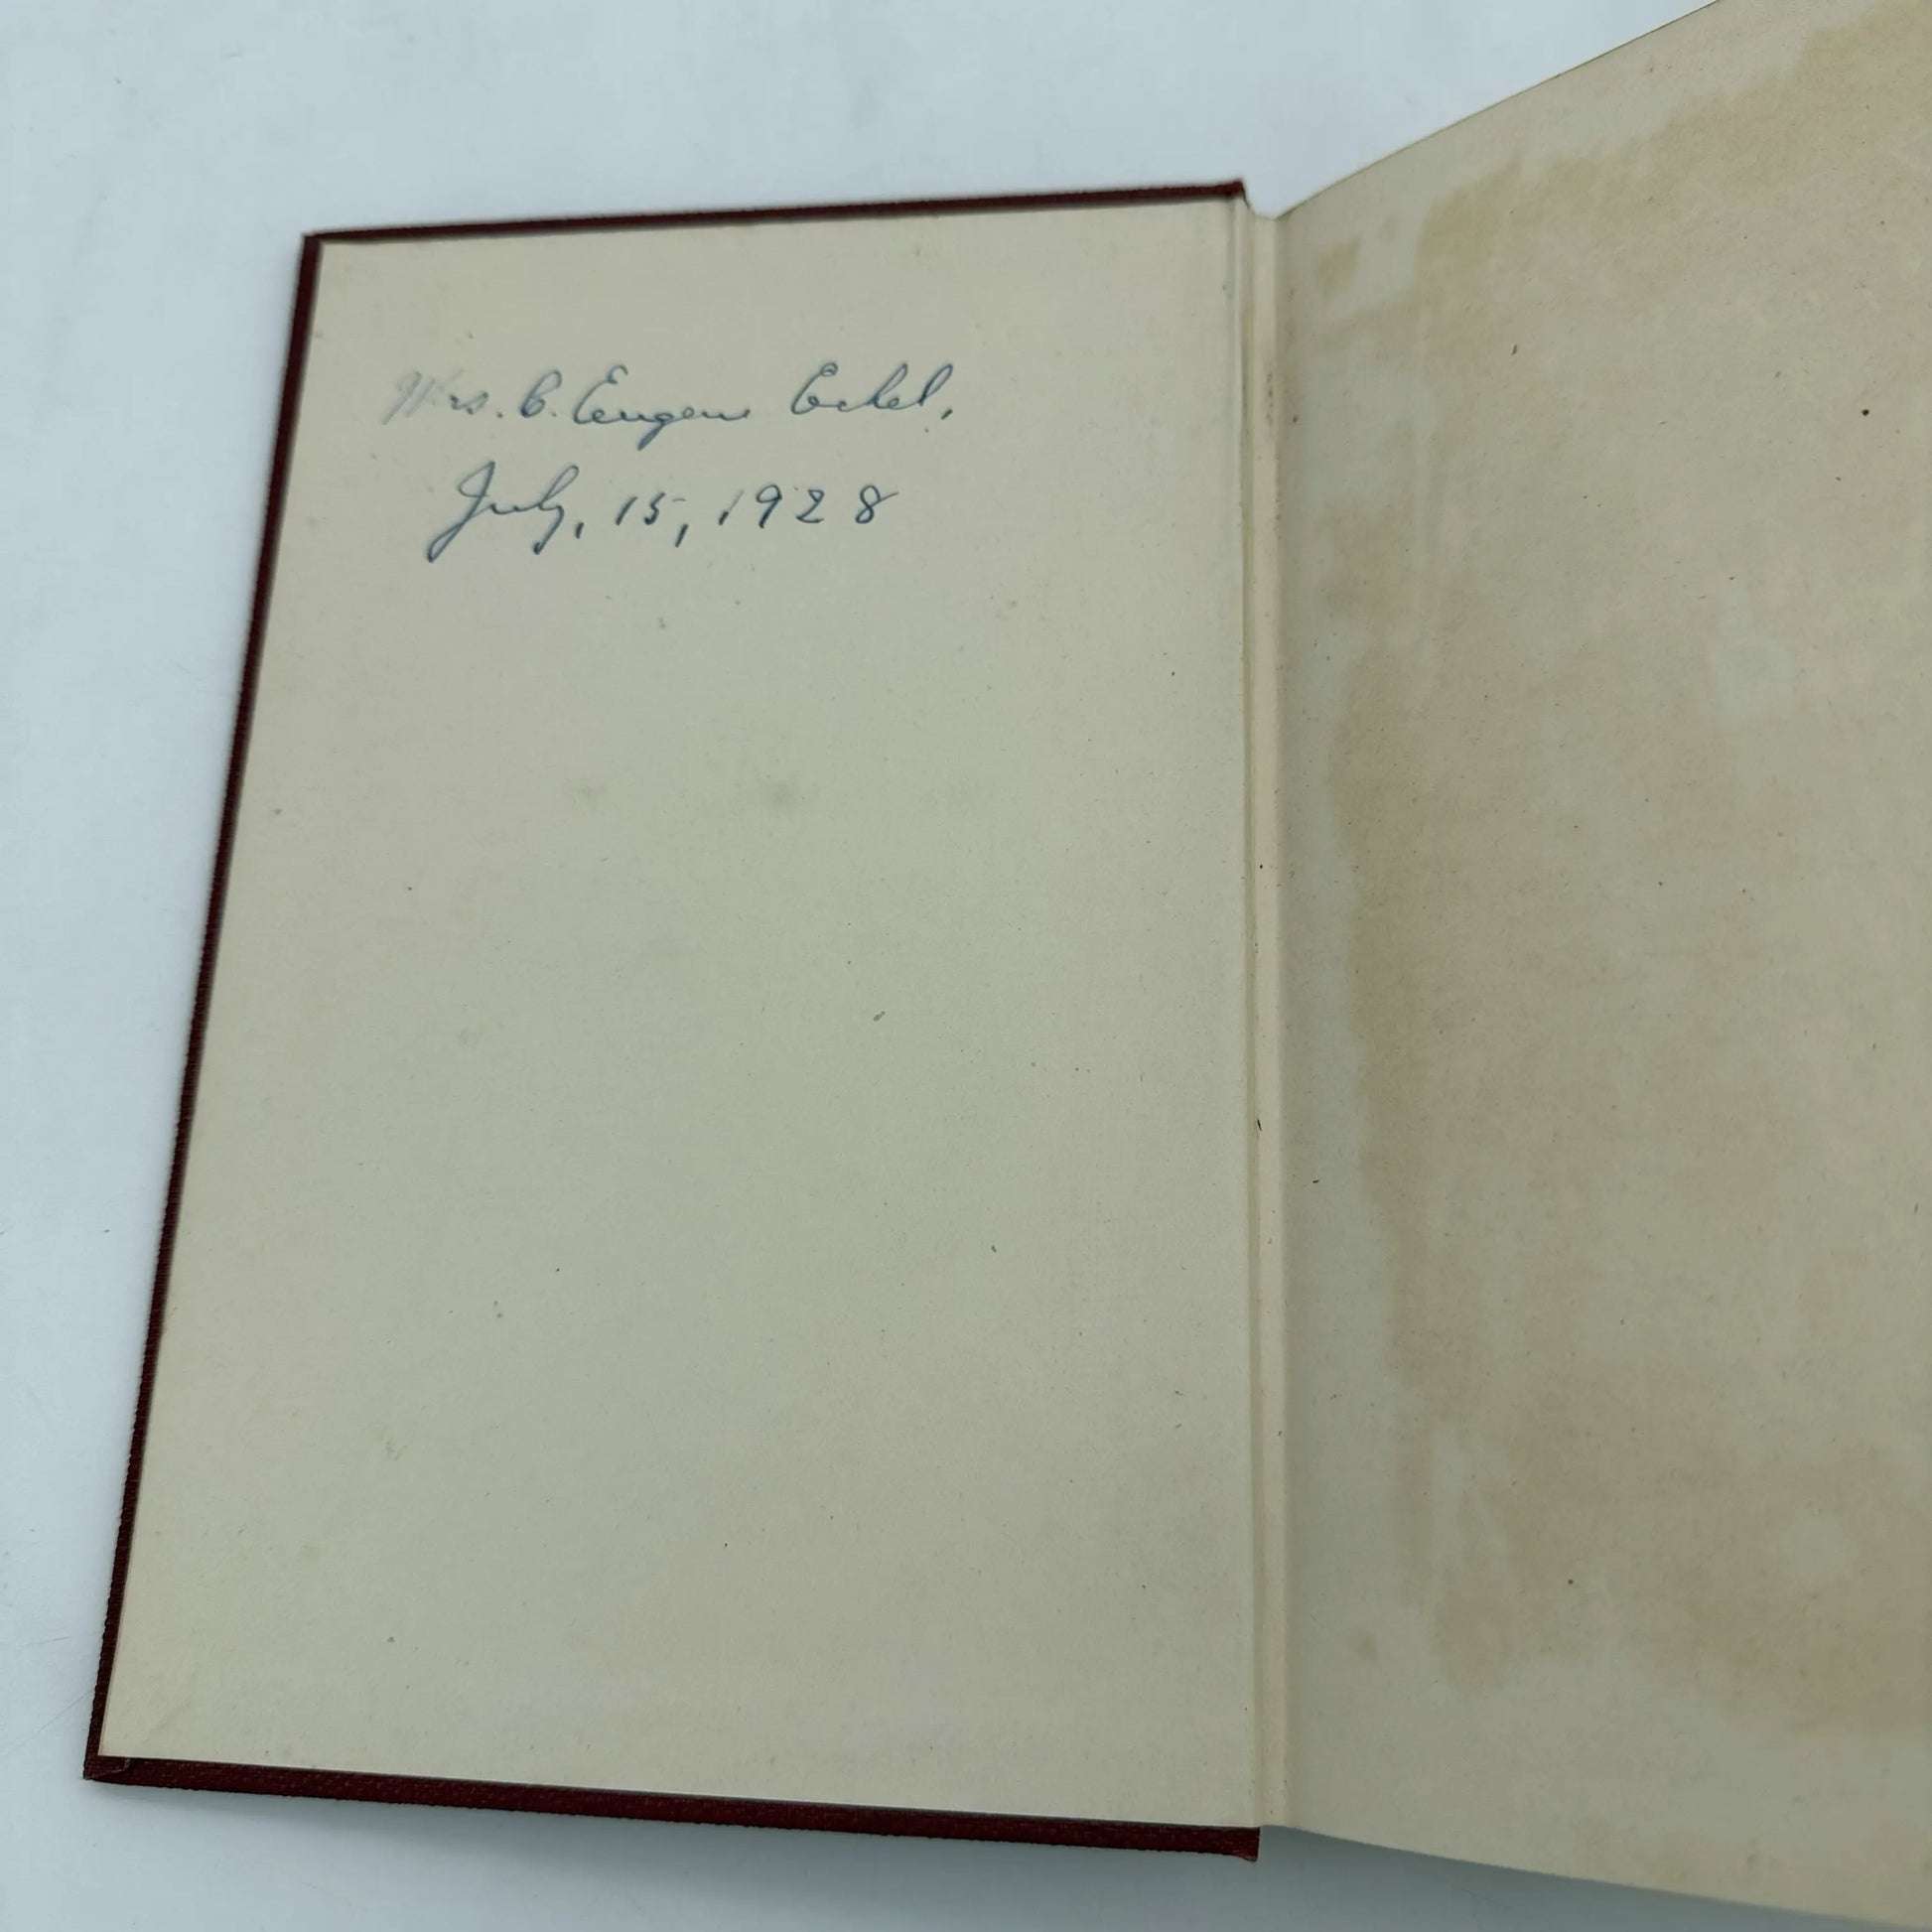 Mrs. C. Eugene Eckel,
July, 15, 1928